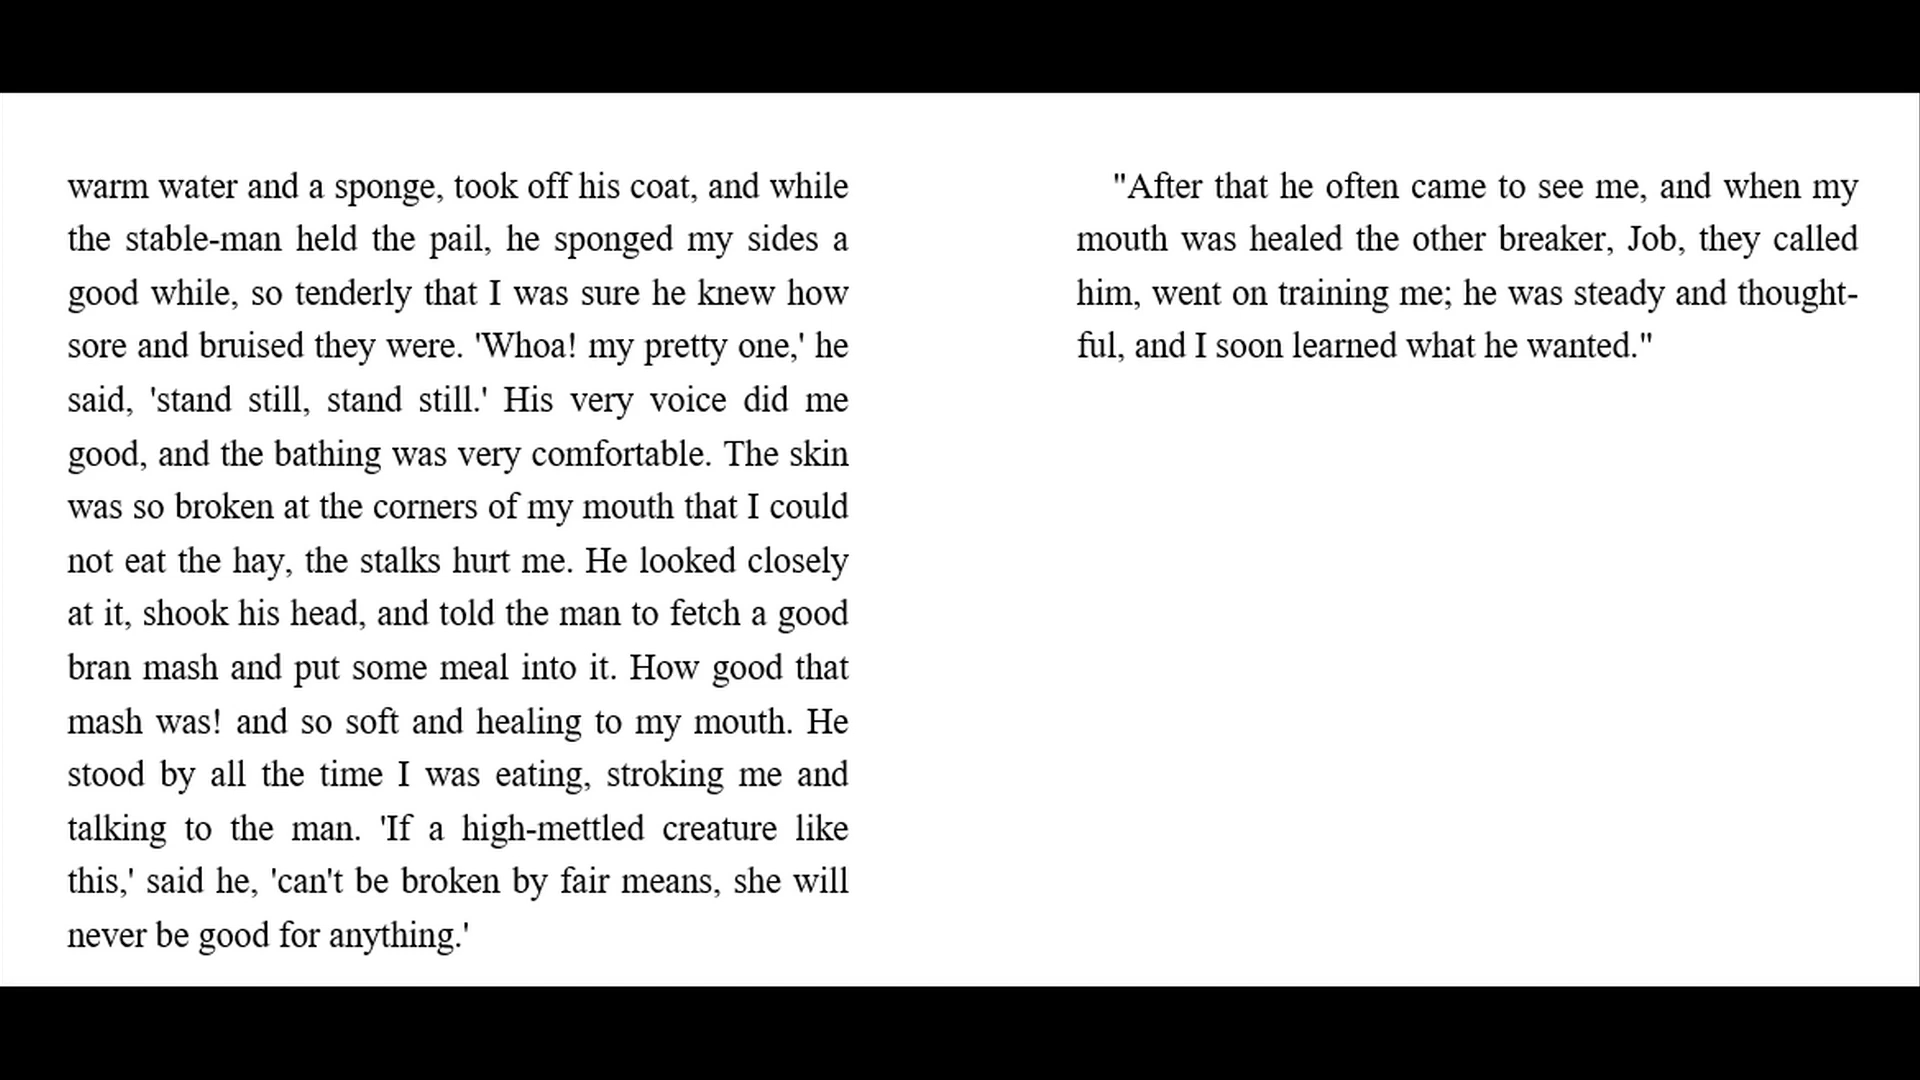 warm water and a sponge, took off his coat, and while
the stable-man held the pail, he sponged my sides a
good while, so tenderly that I was sure he knew how
sore and bruised they were. 'Whoa! my pretty one,' he
said, 'stand still, stand still.' His very voice did me
good, and the bathing was very comfortable. The skin
was so broken at the corners of my mouth that I could
not eat the hay, the stalks hurt me. He looked closely
at it, shook his head, and told the man to fetch a good
bran mash and put some meal into it. How good that
mash was! and so soft and healing to my mouth. He
stood by all the time I was eating, stroking me and
talking to the man. 'If a high-mettled creature like
this,' said he, 'can't be broken by fair means, she will
never be good for anything.'
"After that he often came to see me, and when my
mouth was healed the other breaker, Job, they called
him, went on training me; he was steady and thought-
ful, and I soon learned what he wanted."